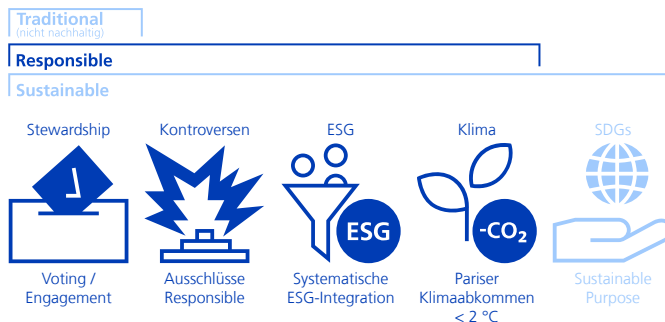 Traditional
(nicht nachhaltig)
Responsible
Sustainable
Stewardship
Kontroversen
ESG
Klima
SDGs
ESG
-CO₂
Voting /
Engagement
Ausschlüsse
Responsible
Systematische
ESG-Integration
Pariser
Klimaabkommen
< 2 °C
Sustainable
Purpose